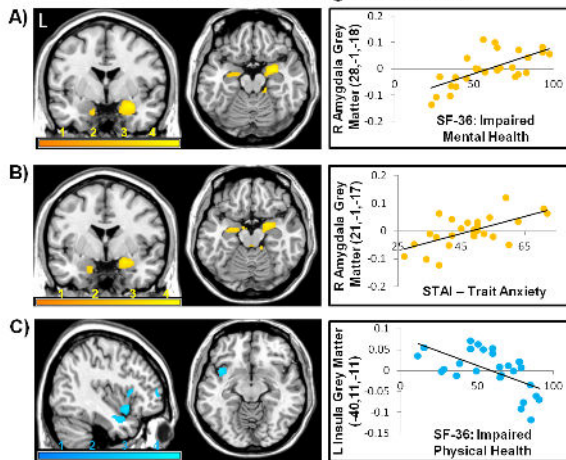 A)
L
1 2 3 4
R Amygdala Grey
Matter (28,-1,-18)
0.2
0.1
0
-0.1
-0.2
0 50 100
SF-36: Impaired
Mental Health
B)
1 2 3 4
R Amygdala Grey
Matter (21,-1,-17)
0.2
0.1
0
-0.1
-0.2
25 45 65
STAI – Trait Anxiety
C)
1 2 3 4
L Insula Grey Matter
(-40,11,-11)
0.1
0.05
0
-0.05
-0.1
-0.15
0 50 100
SF-36: Impaired
Physical Health